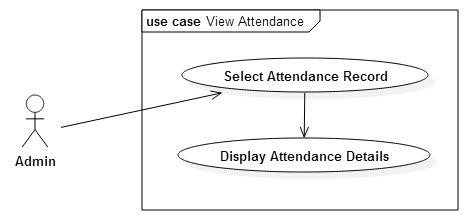 use case View Attendance
Select Attendance Record
Admin
Display Attendance Details